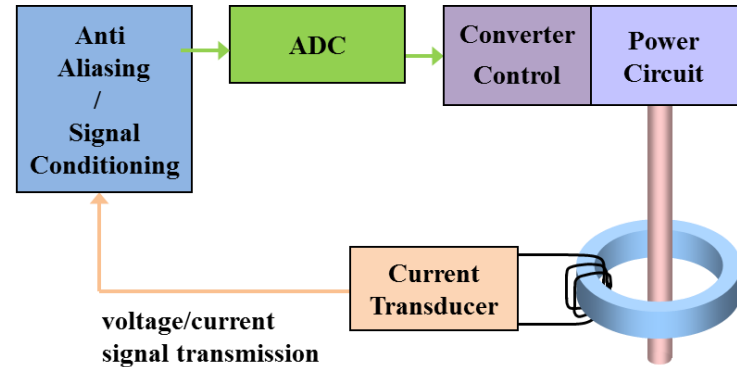 Anti
Aliasing
/
Signal
Conditioning
ADC
Converter
Control
Power
Circuit
Current
Transducer
voltage/current
signal transmission